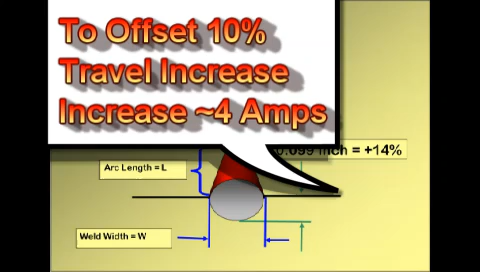 To Offset 10%
Travel Increase
Increase ~4 Amps
0.099 inch = +14%
Arc Length = L
Weld Width = W